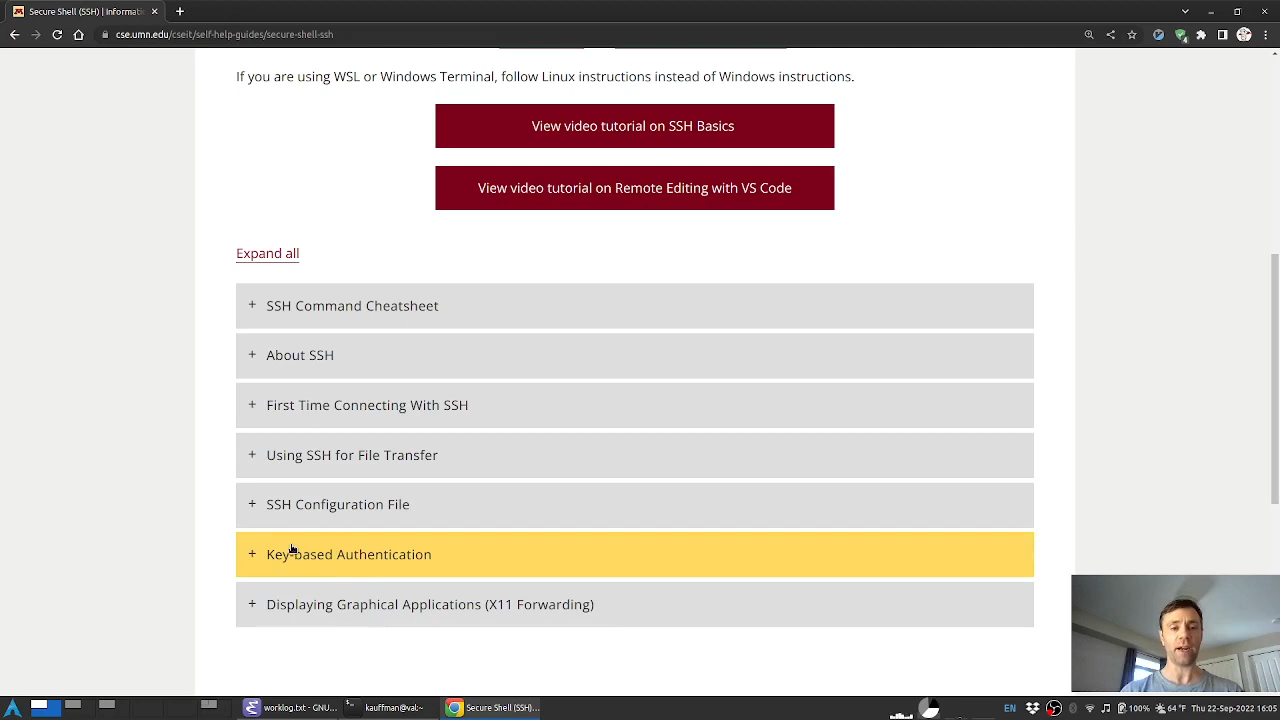 Secure Shell (SSH) | Informati
cse.umn.edu/cseit/self-help-guides/secure-shell-ssh
If you are using WSL or Windows Terminal, follow Linux instructions instead of Windows instructions.
View video tutorial on SSH Basics
View video tutorial on Remote Editing with VS Code
Expand all
+ SSH Command Cheatsheet
+ About SSH
+ First Time Connecting With SSH
+ Using SSH for File Transfer
+ SSH Configuration File
+ Key-based Authentication
+ Displaying Graphical Applications (X11 Forwarding)
worklog.txt - GNU... kauffman@val~ Secure Shell (SSH)... EN 100% 64°F Thu 22-Sep-2022 16:05